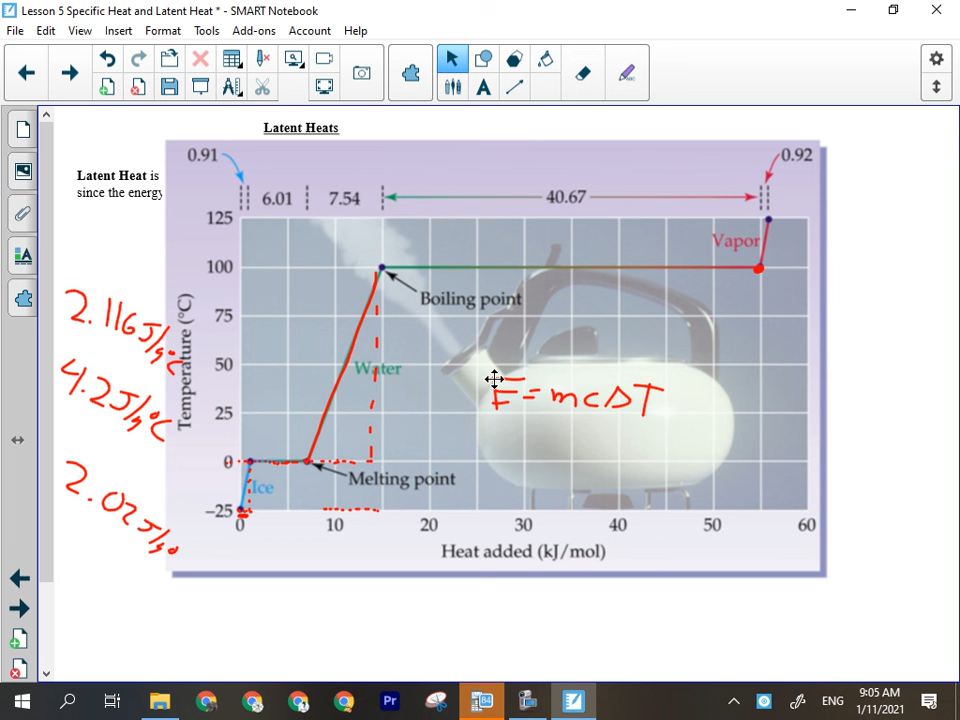 Lesson 5 Specific Heat and Latent Heat * - SMART Notebook
File Edit View Insert Format Tools Add-ons Account Help
Latent Heats
Latent Heat is
since the energy
0.91
0.92
6.01 7.54 40.67
125
100
75
50
25
0
-25
Temperature (°C)
Vapor
Boiling point
Water
Melting point
Ice
0 10 20 30 40 50 60
Heat added (kJ/mol)
E = mcΔT
2.116J/g°C
4.2J/g°C
2.02J/g°
Pr
84
ENG
9:05 AM
1/11/2021